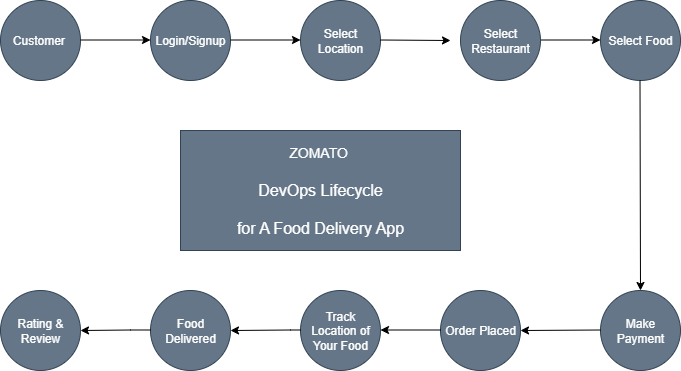 Customer
Login/Signup
Select
Location
Select
Restaurant
Select Food
ZOMATO
DevOps Lifecycle
for A Food Delivery App
Rating &
Review
Food
Delivered
Track
Location of
Your Food
Order Placed
Make
Payment